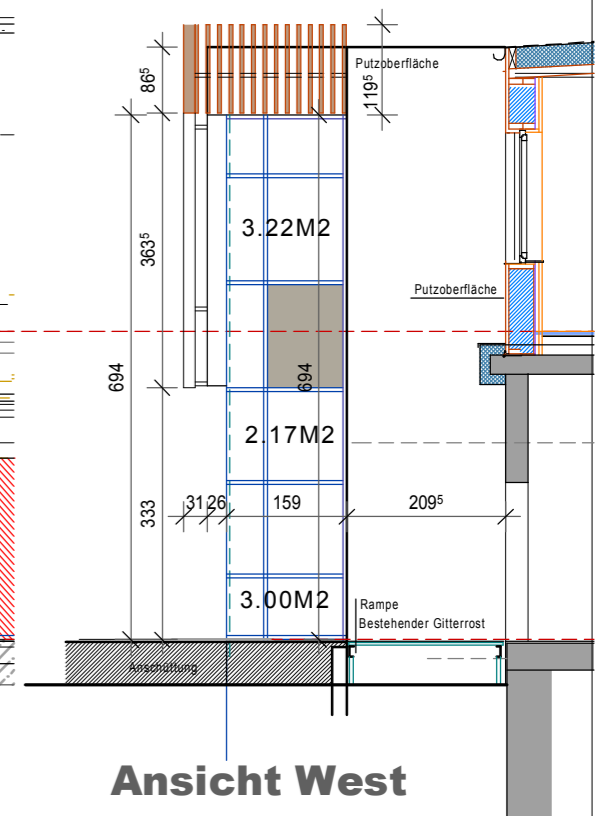 Putzoberfläche
86⁵
119⁵
3.22M2
363⁵
Putzoberfläche
694
694
2.17M2
333
31
26
159
209⁵
3.00M2
Rampe
Bestehender Gitterrost
Anschüttung
Ansicht West